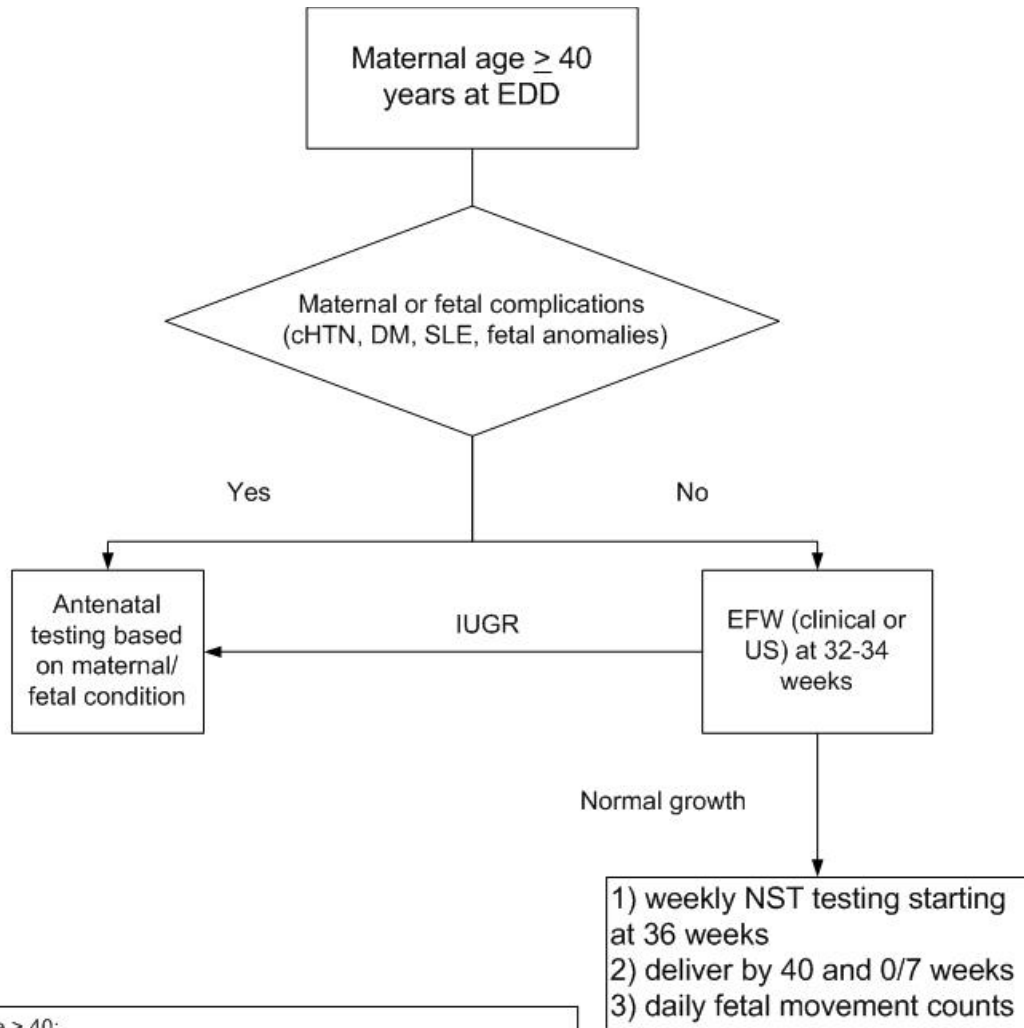 Maternal age ≥ 40
years at EDD
Maternal or fetal complications
(cHTN, DM, SLE, fetal anomalies)
Yes
No
Antenatal
testing based
on maternal/
fetal condition
IUGR
EFW (clinical or
US) at 32-34
weeks
Normal growth
1) weekly NST testing starting
at 36 weeks
2) deliver by 40 and 0/7 weeks
3) daily fetal movement counts
40: